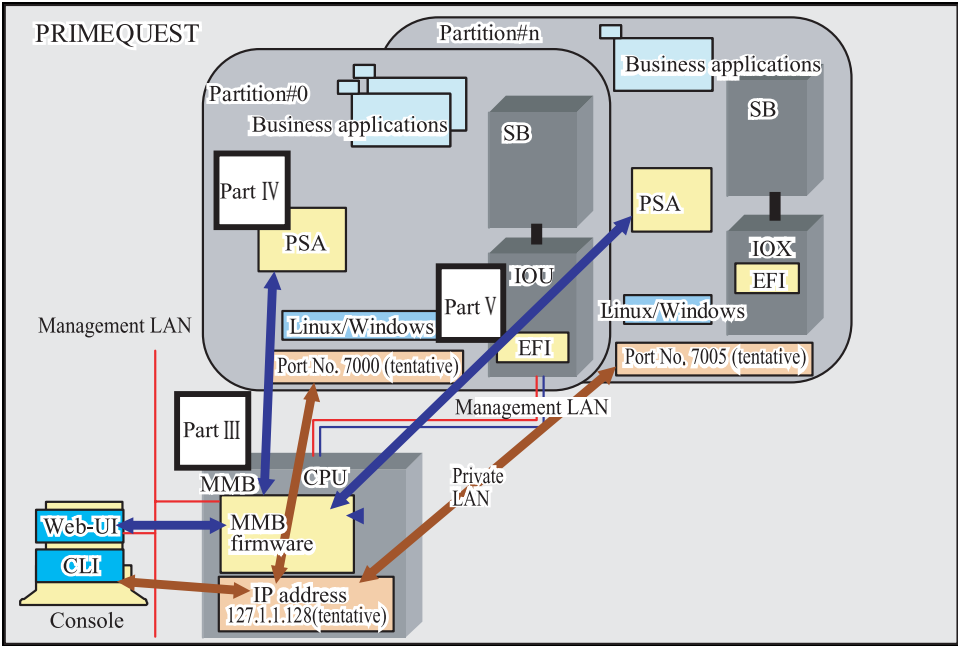 PRIMEQUEST
Partition#n
Business applications
Partition#0
Business applications
SB
SB
Part Ⅳ
PSA
PSA
IOU
IOX
EFI
Part Ⅴ
Linux/Windows
Linux/Windows
Management LAN
EFI
Port No. 7000 (tentative)
Port No. 7005 (tentative)
Management LAN
Part Ⅲ
MMB
CPU
Private
LAN
Web-UI
MMB
firmware
CLI
IP address
127.1.1.128(tentative)
Console